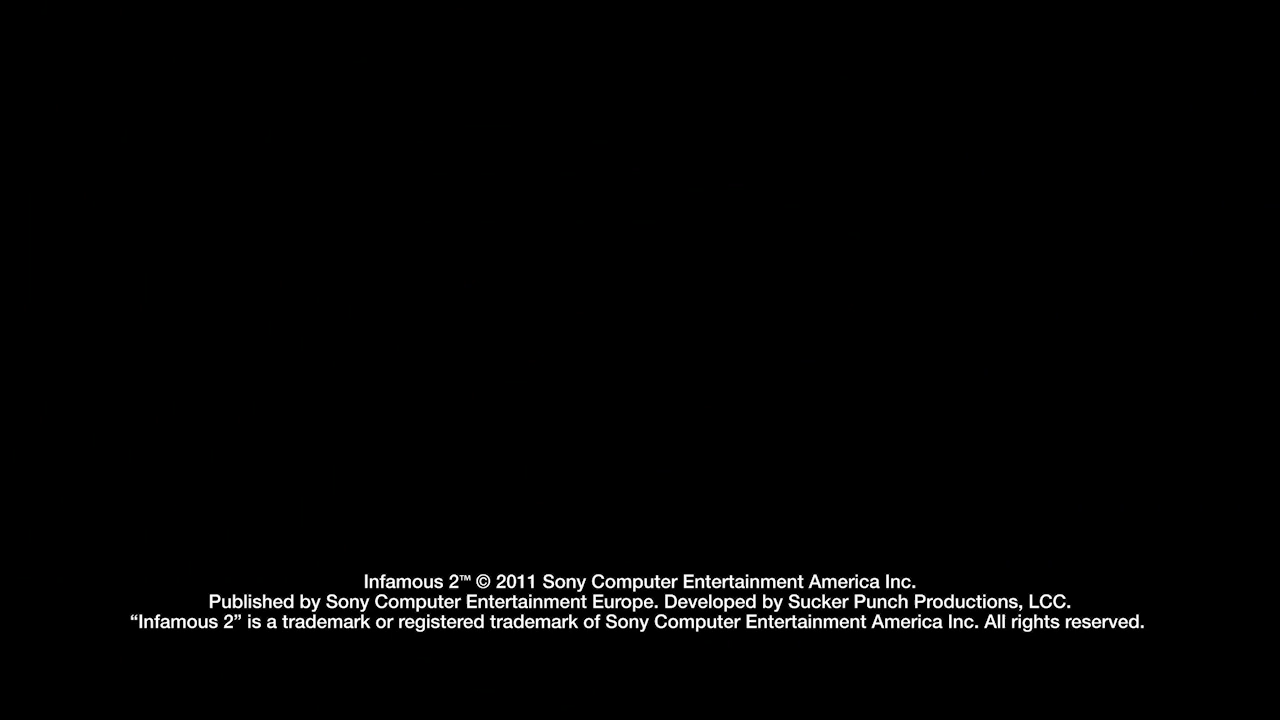 Infamous 2™ © 2011 Sony Computer Entertainment America Inc.
Published by Sony Computer Entertainment Europe. Developed by Sucker Punch Productions, LCC.
“Infamous 2” is a trademark or registered trademark of Sony Computer Entertainment America Inc. All rights reserved.